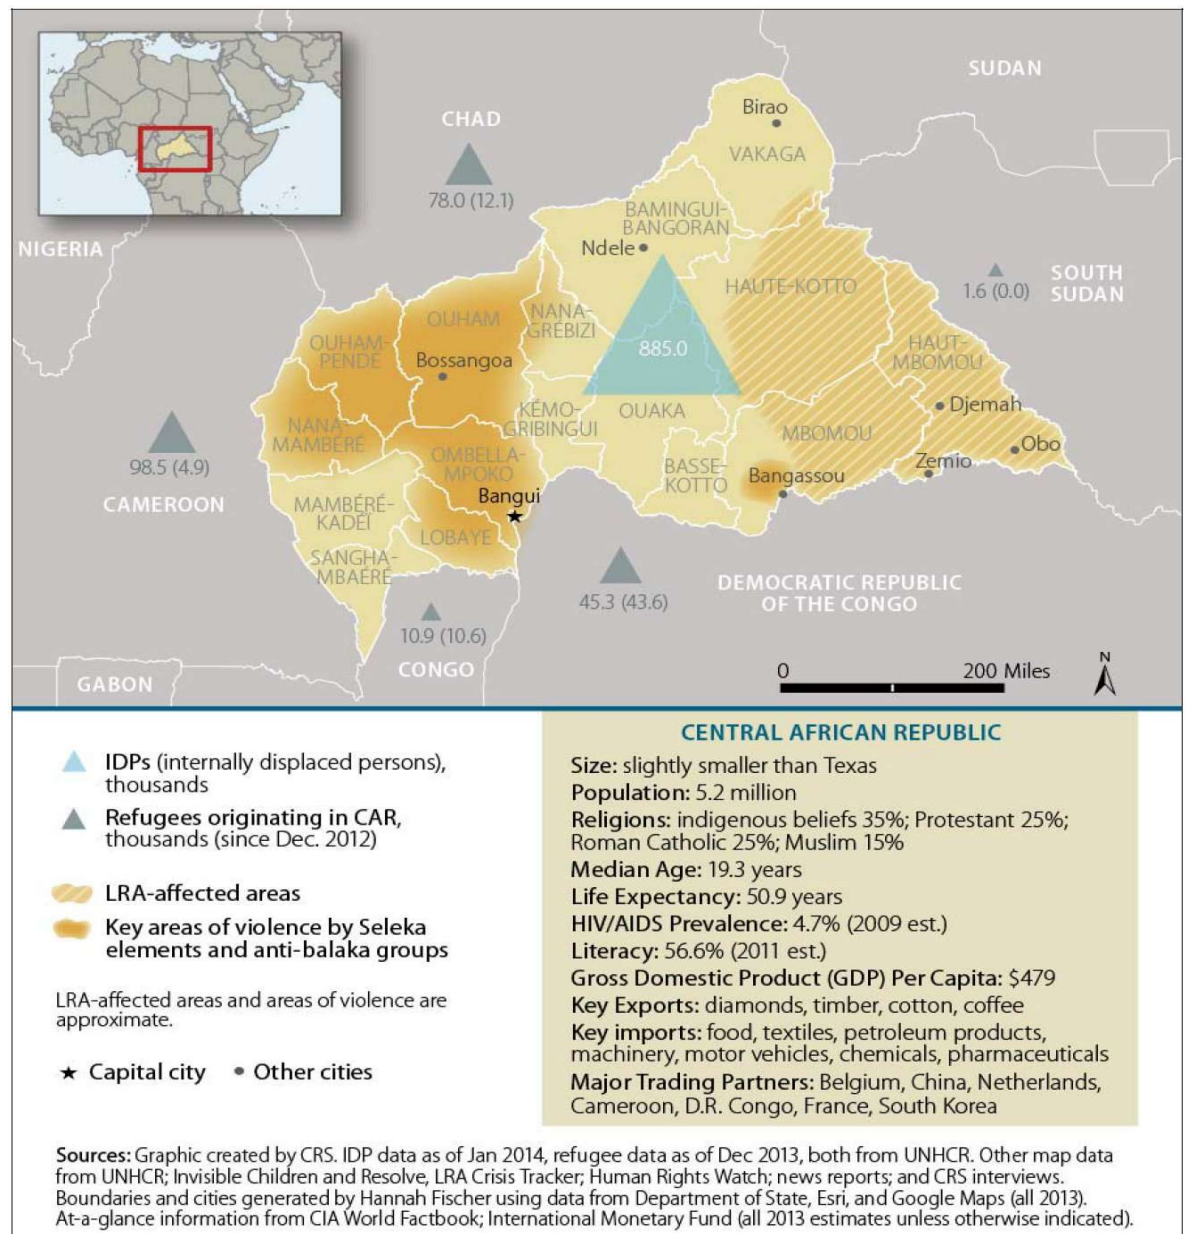 SUDAN
Birao
CHAD
VAKAGA
78.0 (12.1)
BAMINGUI-
BANGORAN
NIGERIA
Ndele
HAUTE-KOTTO
1.6 (0.0)
SOUTH
SUDAN
OUHAM
NANA-
GRÉBIZI
OUHAM-
PENDÉ
885.0
HAUT-
MBOMOU
Bossangoa
KÉMO-
GRIBINGUI
OUAKA
Djemah
NANA-
MAMBÉRÉ
MBOMOU
OMBELLA-
MPOKO
Obo
98.5 (4.9)
BASSE-
KOTTO
Zemio
Bangassou
CAMEROON
MAMBÉRÉ-
KADÉÏ
Bangui
LOBAYE
SANGHA-
MBAÉRÉ
DEMOCRATIC REPUBLIC
OF THE CONGO
45.3 (43.6)
10.9 (10.6)
CONGO
GABON
0 200 Miles
N
IDPs (internally displaced persons),
thousands
Refugees originating in CAR,
thousands (since Dec. 2012)
LRA-affected areas
Key areas of violence by Seleka
elements and anti-balaka groups
LRA-affected areas and areas of violence are
approximate.
Capital city Other cities
CENTRAL AFRICAN REPUBLIC
Size: slightly smaller than Texas
Population: 5.2 million
Religions: indigenous beliefs 35%; Protestant 25%;
Roman Catholic 25%; Muslim 15%
Median Age: 19.3 years
Life Expectancy: 50.9 years
HIV/AIDS Prevalence: 4.7% (2009 est.)
Literacy: 56.6% (2011 est.)
Gross Domestic Product (GDP) Per Capita: $479
Key Exports: diamonds, timber, cotton, coffee
Key imports: food, textiles, petroleum products,
machinery, motor vehicles, chemicals, pharmaceuticals
Major Trading Partners: Belgium, China, Netherlands,
Cameroon, D.R. Congo, France, South Korea
Sources: Graphic created by CRS. IDP data as of Jan 2014, refugee data as of Dec 2013, both from UNHCR. Other map data
from UNHCR; Invisible Children and Resolve, LRA Crisis Tracker; Human Rights Watch; news reports; and CRS interviews.
Boundaries and cities generated by Hannah Fischer using data from Department of State, Esri, and Google Maps (all 2013).
At-a-glance information from CIA World Factbook; International Monetary Fund (all 2013 estimates unless otherwise indicated).